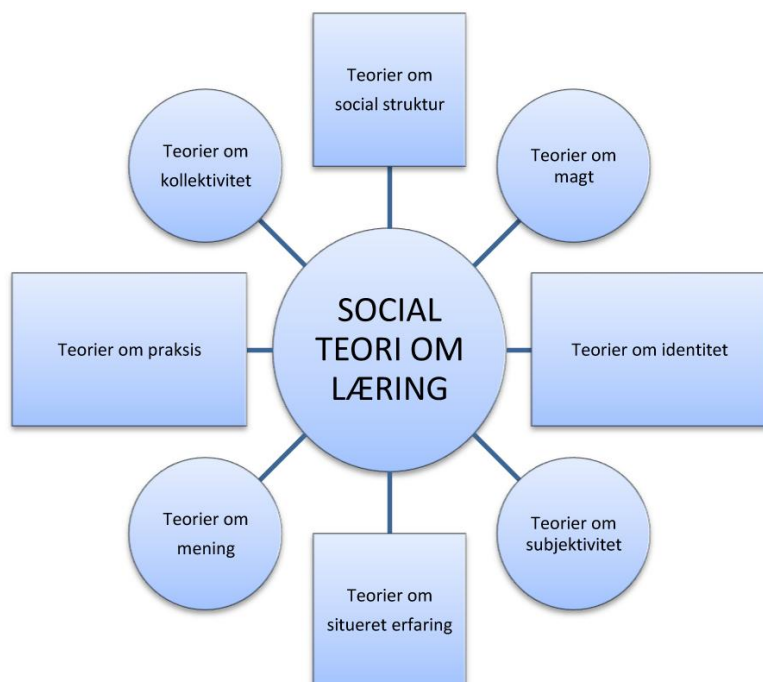 Teorier om
social struktur
Teorier om
kollektivitet
Teorier om
magt
SOCIAL
TEORI OM
LÆRING
Teorier om praksis
Teorier om identitet
Teorier om
mening
Teorier om
subjektivitet
Teorier om
situeret erfaring